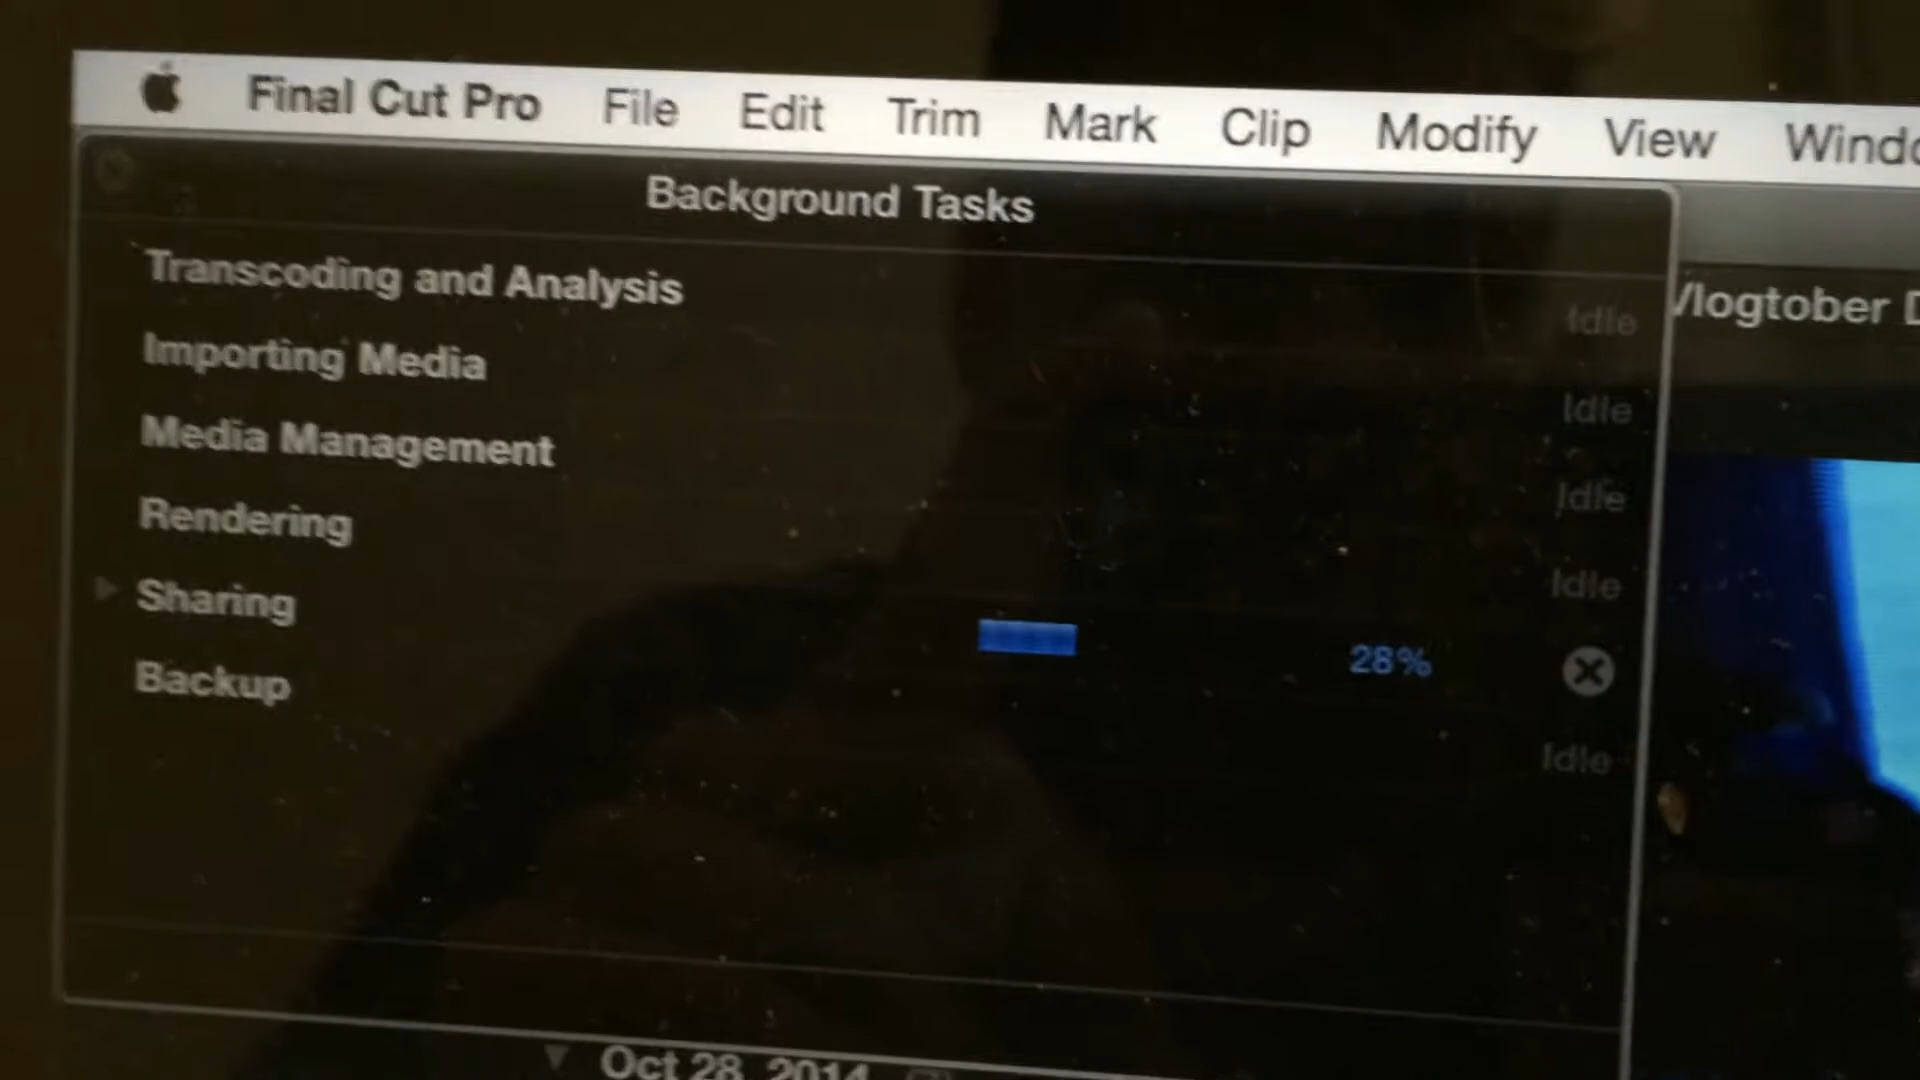 Final Cut Pro File Edit Trim Mark Clip Modify View
Background Tasks
Transcoding and Analysis Idle
Importing Media Idle
Media Management Idle
Rendering Idle
Sharing 28%
Backup Idle
Vlogtober
Oct 28, 2014